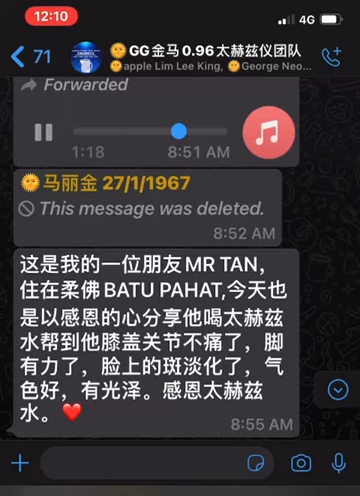 12:10
4G
71
🌞GG金马0.96太赫兹仪团队
🌞apple Lim Lee King, 🌞George Neo...
Forwarded
1:18
8:51 AM
🌞马丽金 27/1/1967
This message was deleted.
8:52 AM
这是我的一位朋友MR TAN，
住在柔佛BATU PAHAT,今天也
是以感恩的心分享他喝太赫兹
水帮到他膝盖关节不痛了，脚
有力了，脸上的斑淡化了，气
色好，有光泽。感恩太赫兹
水。❤️
8:55 AM